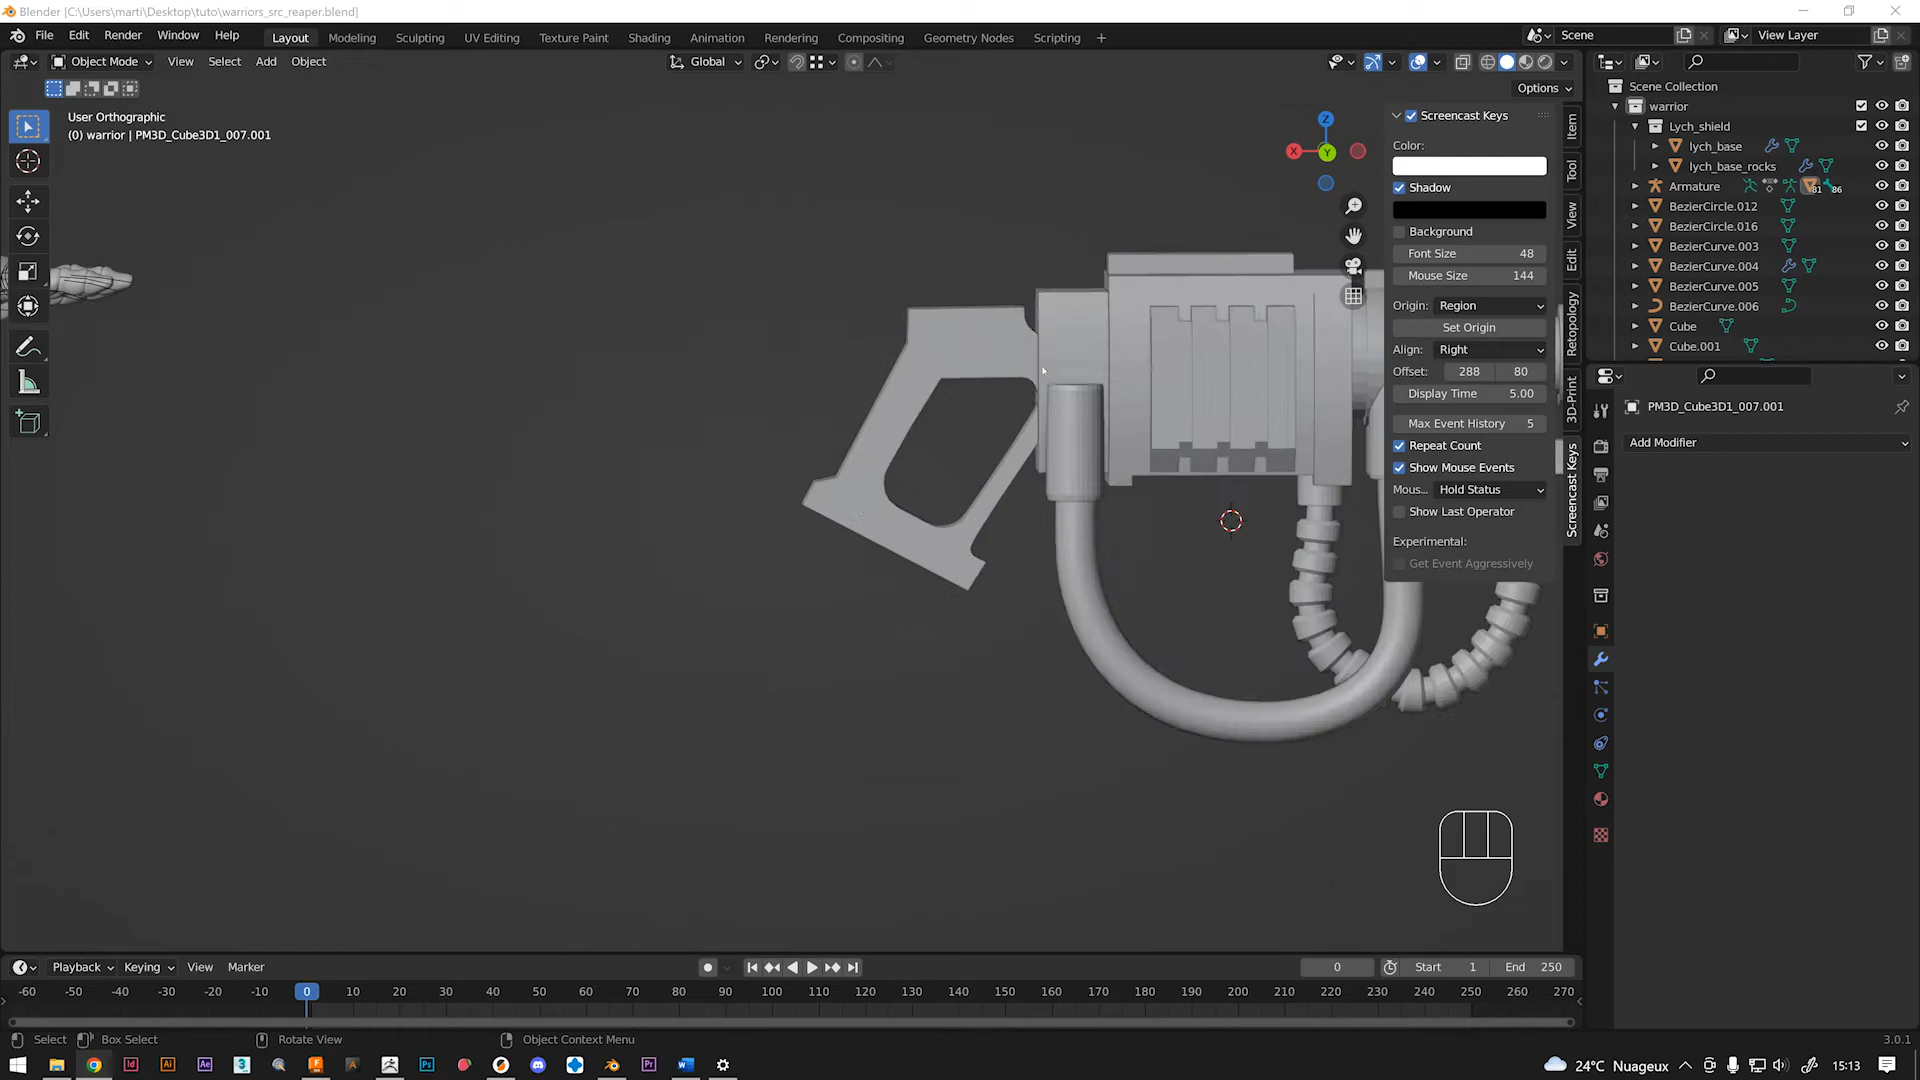 Blender [C:\Users\marti\Desktop\tuto\warriors_src_reaper.blend]
File Edit Render Window Help Layout Modeling Sculpting UV Editing Texture Paint Shading Animation Rendering Compositing Geometry Nodes Scripting + Scene View Layer
Object Mode View Select Add Object Global
Options
User Orthographic
(0) warrior | PM3D_Cube3D1_007.001
Z
X
Y
Screencast Keys
Color:
Shadow
Background
Font Size 48
Mouse Size 144
Origin: Region
Set Origin
Align: Right
Offset: 288 80
Display Time 5.00
Max Event History 5
Repeat Count
Show Mouse Events
Mous... Hold Status
Show Last Operator
Experimental:
Get Event Aggressively
Item
Tool
View
Edit
Retopology
3D-Print
Screencast Keys
Scene Collection
warrior
Lych_shield
lych_base
lych_base_rocks
Armature 81 86
BezierCircle.012
BezierCircle.016
BezierCurve.003
BezierCurve.004
BezierCurve.005
BezierCurve.006
Cube
Cube.001
PM3D_Cube3D1_007.001
Add Modifier
Playback Keying View Marker 0 Start 1 End 250
-60 -50 -40 -30 -20 -10 0 10 20 30 40 50 60 70 80 90 100 110 120 130 140 150 160 170 180 190 200 210 220 230 240 250 260 270
Select Box Select Rotate View Object Context Menu 3.0.1
Id Ai Ae 3 F A Ps Pr W 24°C Nuageux 15:13